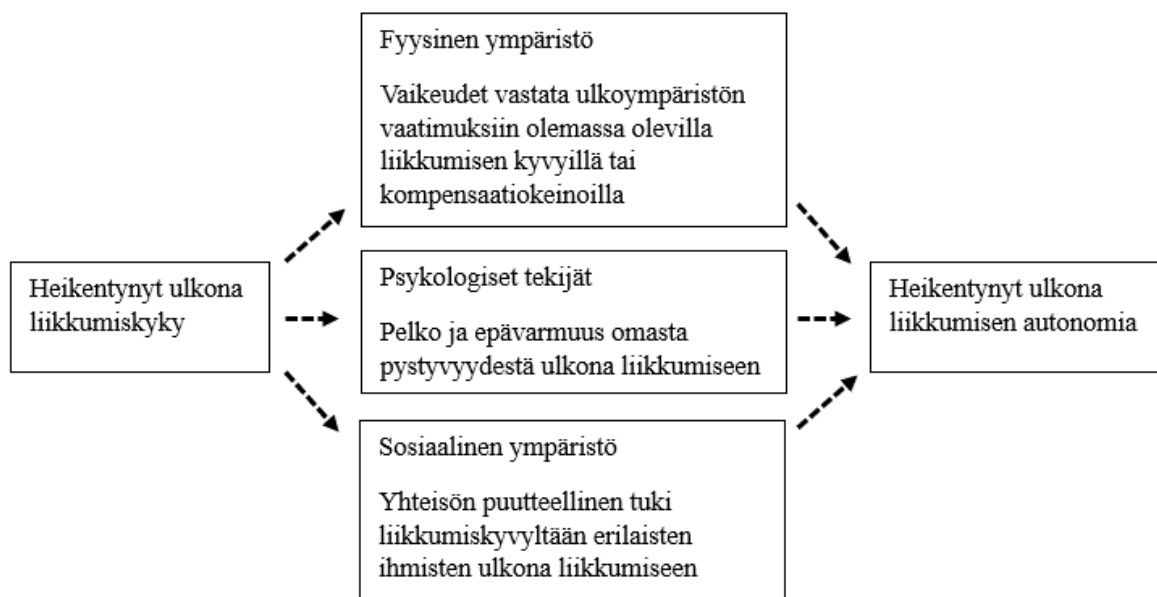 Fyysinen ympäristö
Vaikeudet vastata ulkoympäristön
vaatimuksiin olemassa olevilla
liikkumisen kyvyillä tai
kompensaatiokeinoilla
Heikentynyt ulkona
liikkumiskyky
Psykologiset tekijät
Pelko ja epävarmuus omasta
pystyvyydestä ulkona liikkumiseen
Heikentynyt ulkona
liikkumisen autonomia
Sosiaalinen ympäristö
Yhteisön puutteellinen tuki
liikkumiskyvyltään erilaisten
ihmisten ulkona liikkumiseen